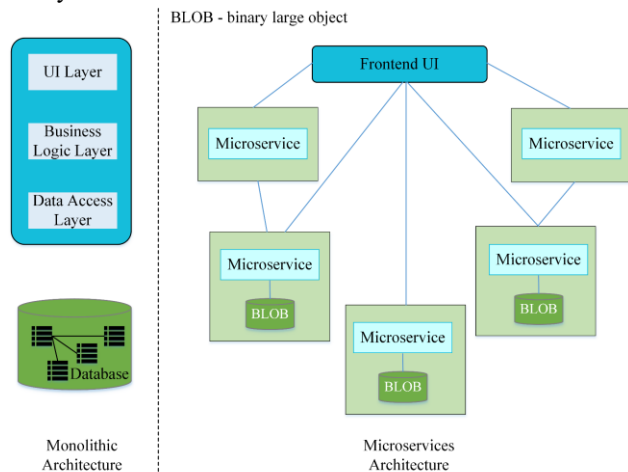 BLOB - binary large object
UI Layer
Business
Logic Layer
Data Access
Layer
Database
Monolithic
Architecture
Frontend UI
Microservice
Microservice
Microservice
BLOB
Microservice
BLOB
Microservice
BLOB
Microservices
Architecture